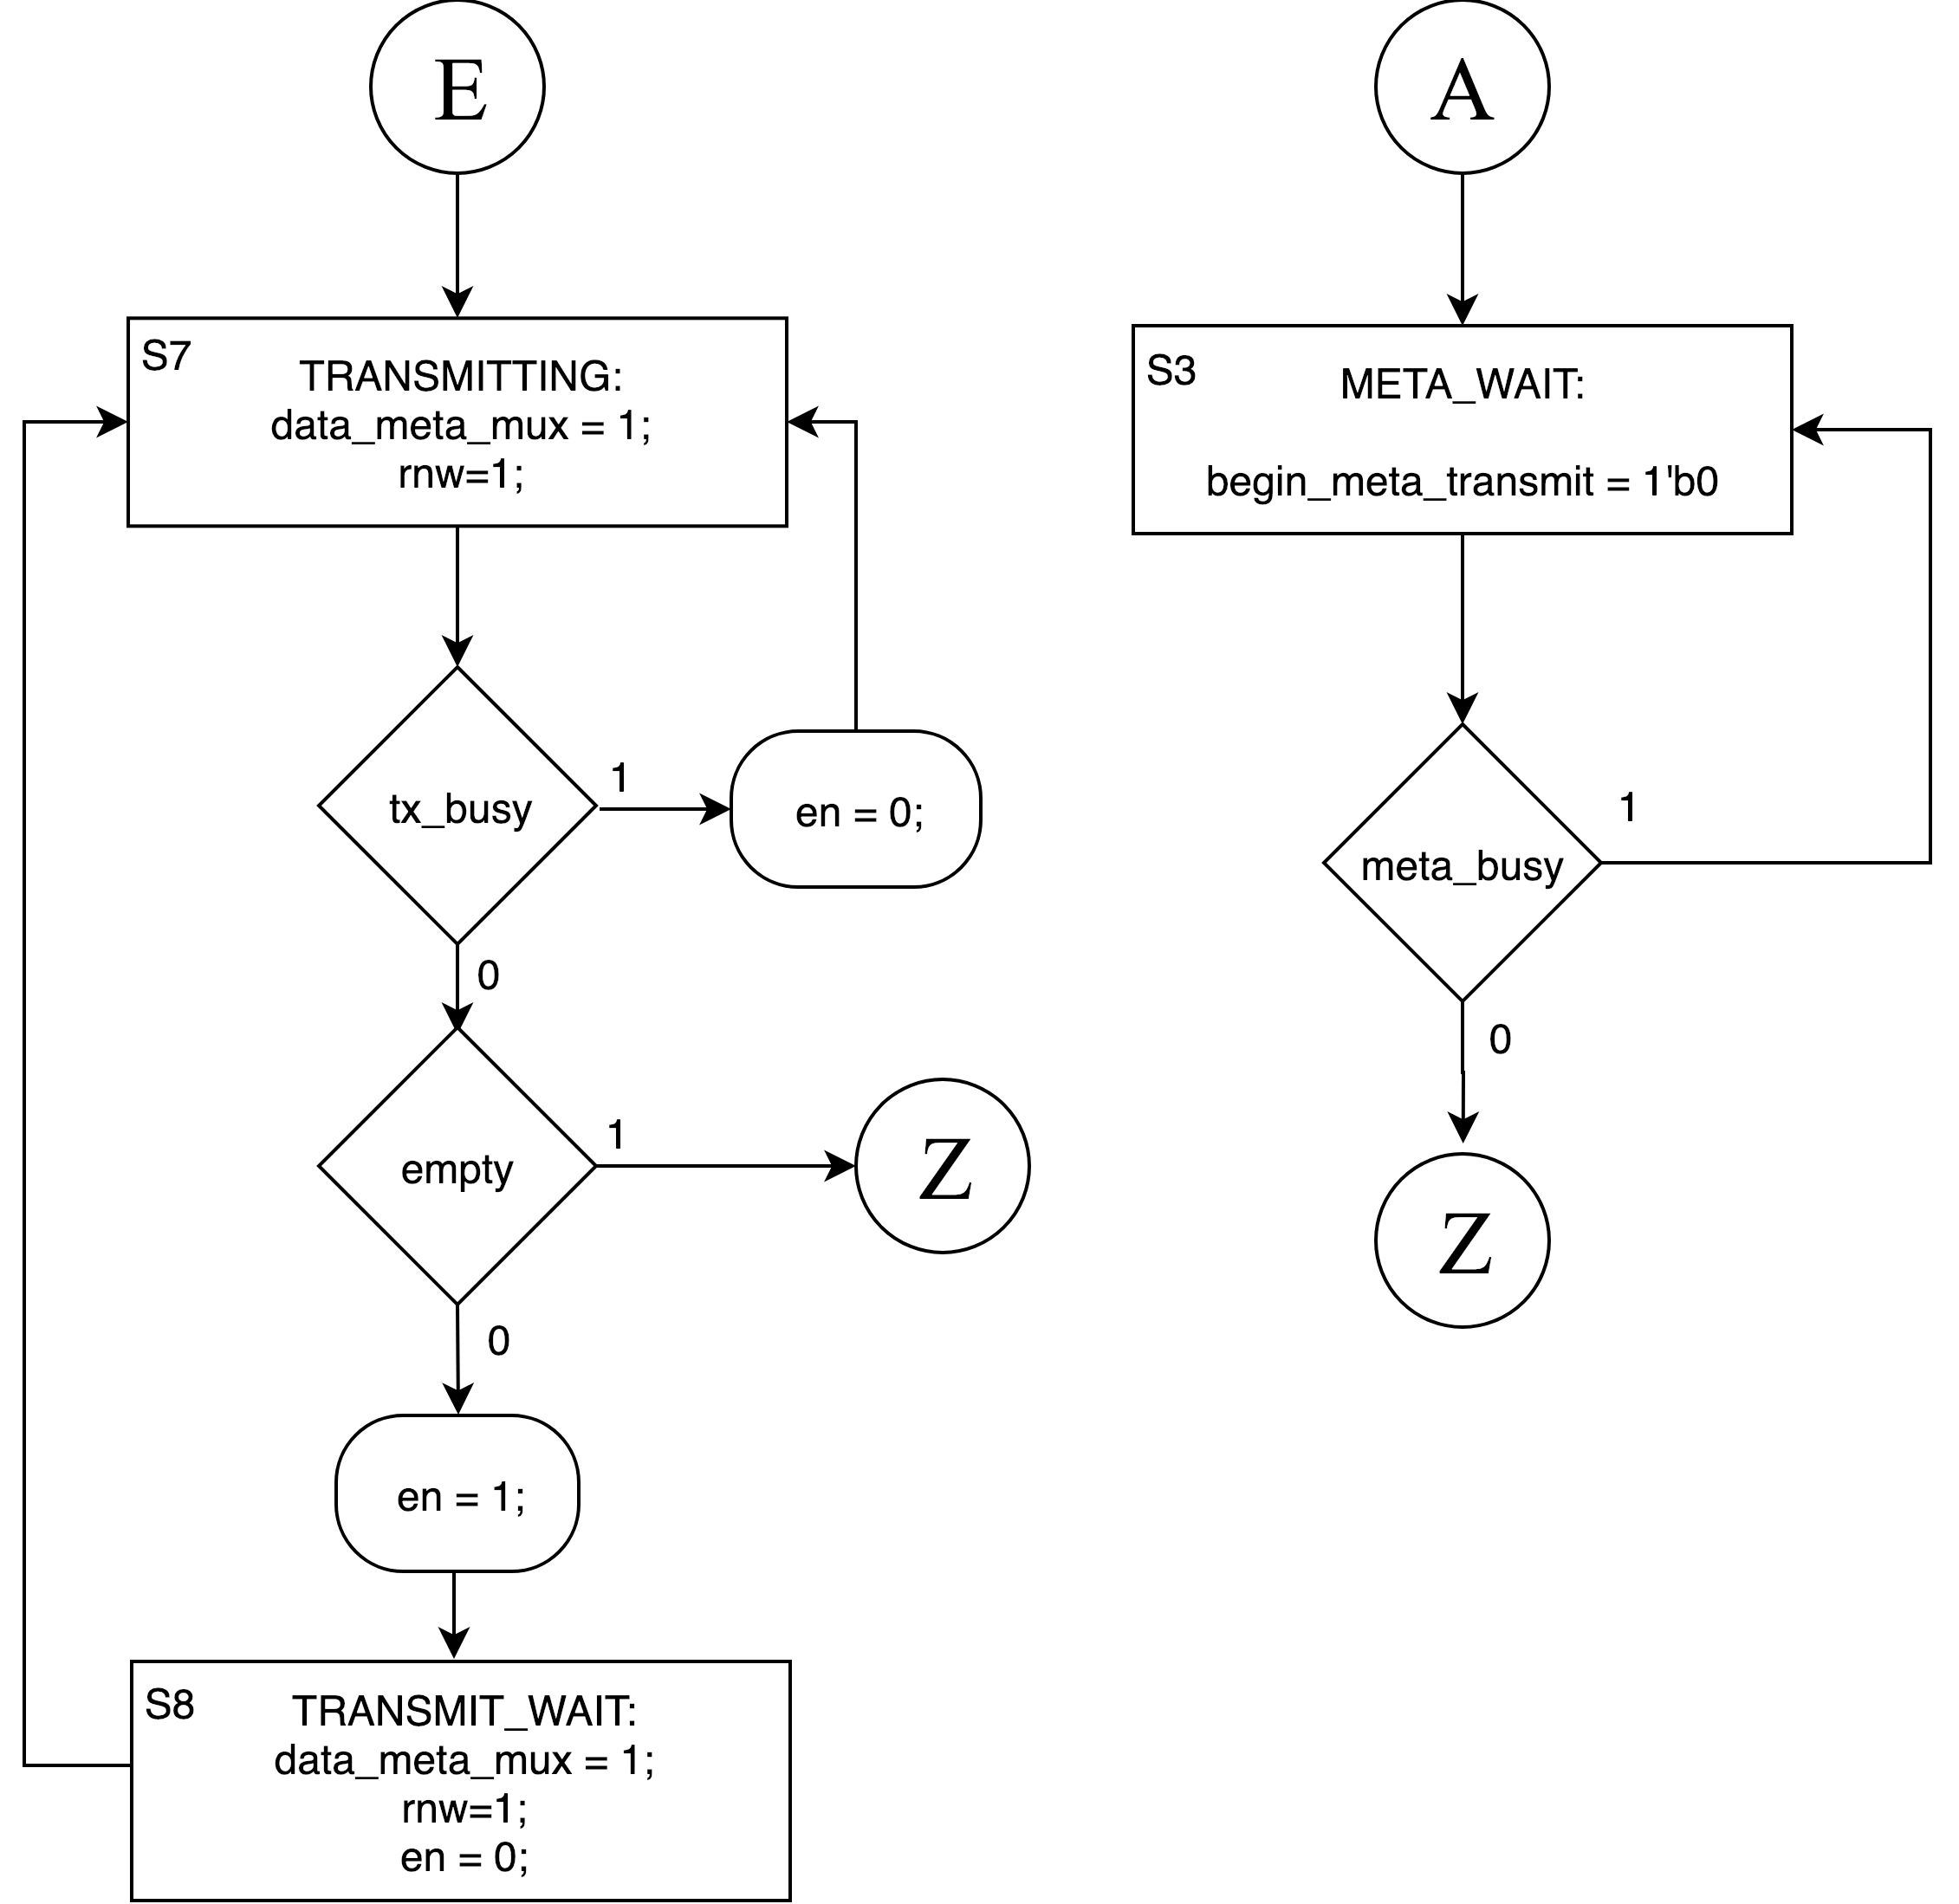 E
S7
TRANSMITTING:
data_meta_mux = 1;
rnw=1;
tx_busy
1
en = 0;
0
empty
1
Z
0
en = 1;
S8
TRANSMIT_WAIT:
data_meta_mux = 1;
rnw=1;
en = 0;
A
S3
META_WAIT:
begin_meta_transmit = 1'b0
meta_busy
1
0
Z